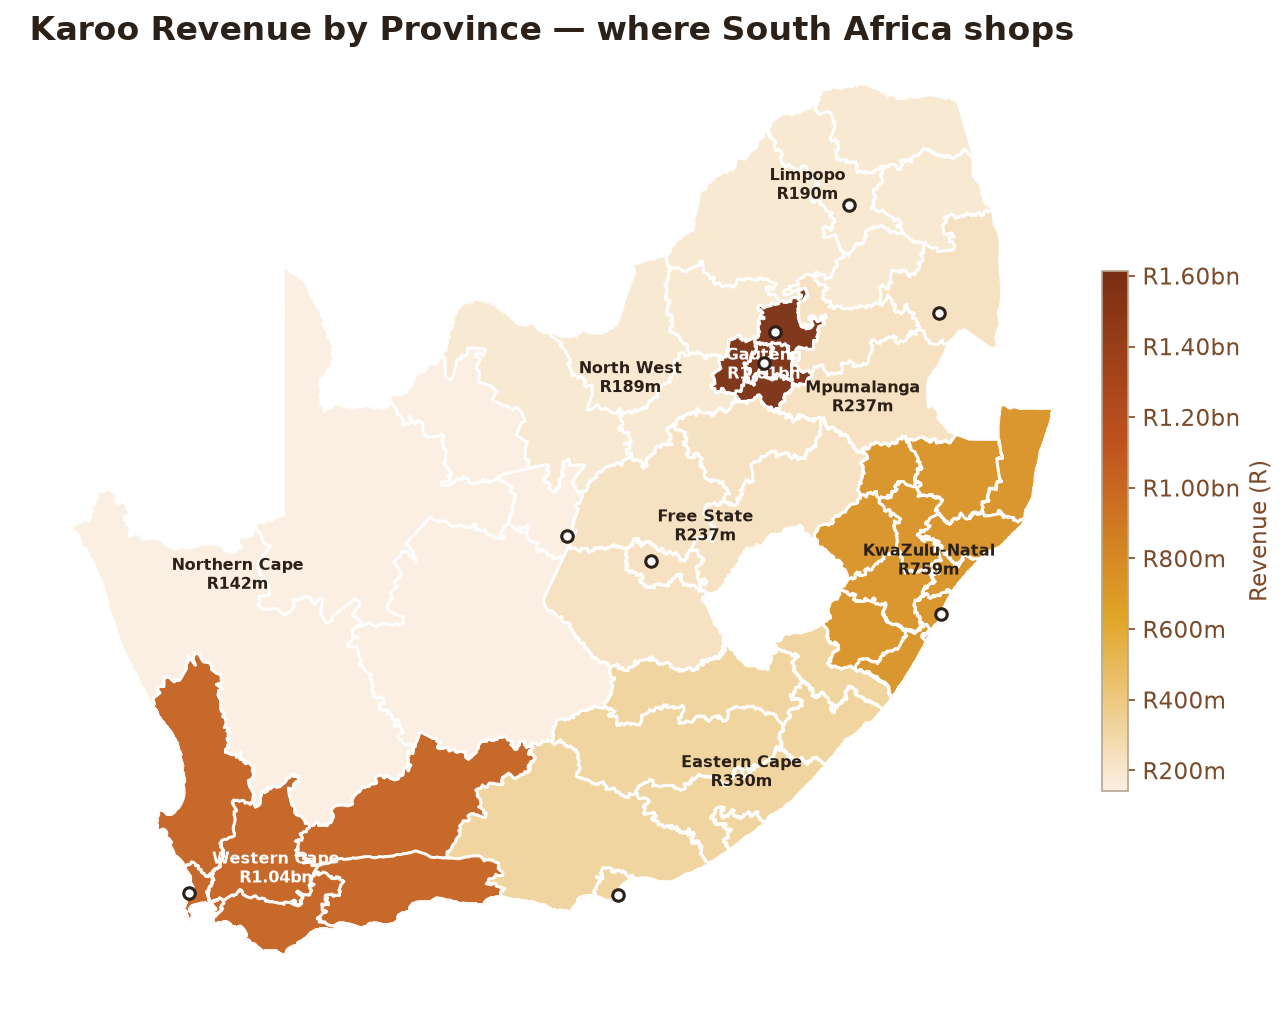 Karoo Revenue by Province — where South Africa shops
Limpopo
R190m
North West
R189m
Gauteng
Mpumalanga
R237m
Free State
R237m
KwaZulu-Natal
R759m
Northern Cape
R142m
Eastern Cape
R330m
Western Cape
R1.04bn
R1.60bn
R1.40bn
R1.20bn
R1.00bn
R800m
R600m
R400m
R200m
Revenue (R)